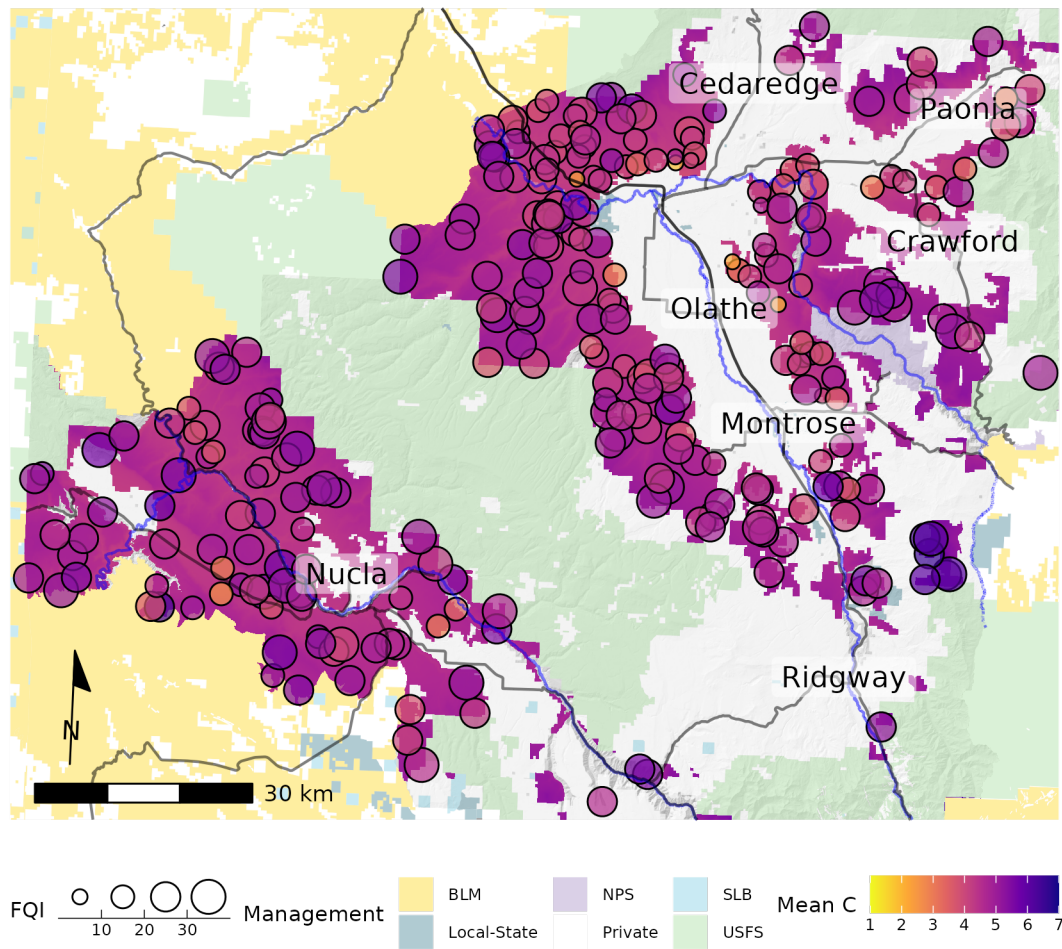 Cedaredge
Paonia
Crawford
Olathe
Montrose
Nucla
Ridgway
N
30 km
FQI
10 20 30
Management
BLM
NPS
SLB
Local-State
Private
USFS
Mean C
1 2 3 4 5 6 7